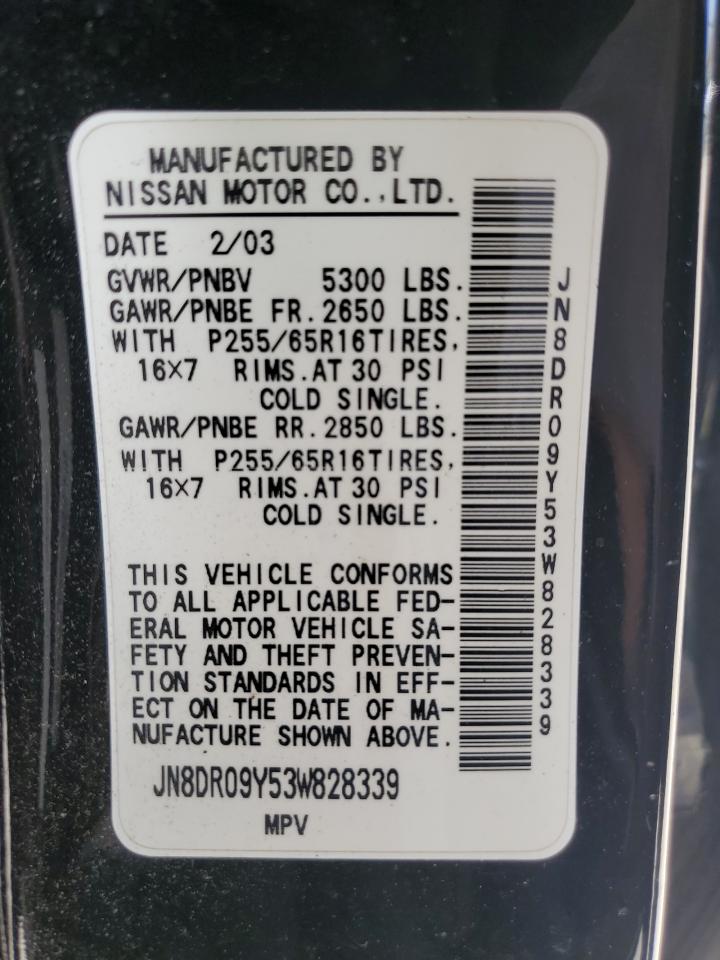 MANUFACTURED BY
NISSAN MOTOR CO.,LTD.
DATE 2/03
GVWR/PNBV 5300 LBS.
GAWR/PNBE FR.2650 LBS.
WITH P255/65R16TIRES,
16×7 RIMS.AT 30 PSI
COLD SINGLE.
GAWR/PNBE RR.2850 LBS.
WITH P255/65R16TIRES,
16×7 RIMS.AT 30 PSI
COLD SINGLE.
THIS VEHICLE CONFORMS
TO ALL APPLICABLE FED-
ERAL MOTOR VEHICLE SA-
FETY AND THEFT PREVEN-
TION STANDARDS IN EFF-
ECT ON THE DATE OF MA-
NUFACTURE SHOWN ABOVE.
JN8DR09Y53W828339
MPV
JN8DR09Y53W828339